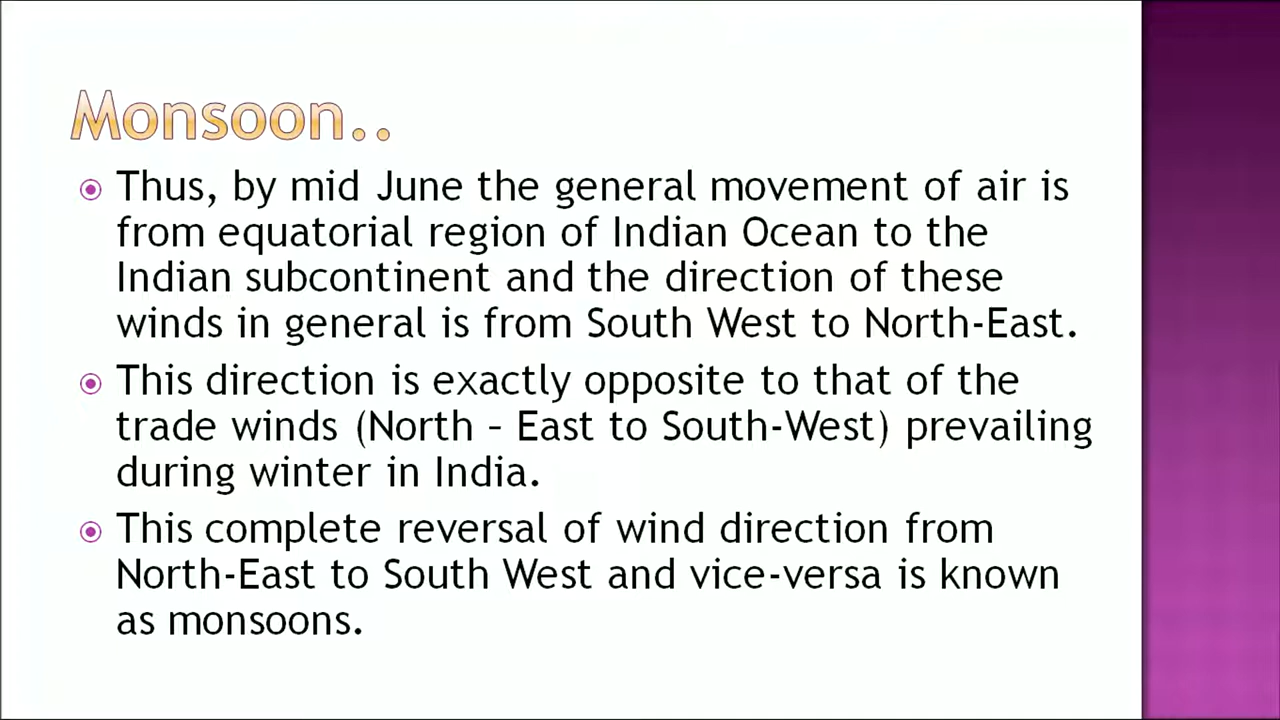 Monsoon..
Thus, by mid June the general movement of air is
from equatorial region of Indian Ocean to the
Indian subcontinent and the direction of these
winds in general is from South West to North-East.
This direction is exactly opposite to that of the
trade winds (North – East to South-West) prevailing
during winter in India.
This complete reversal of wind direction from
North-East to South West and vice-versa is known
as monsoons.